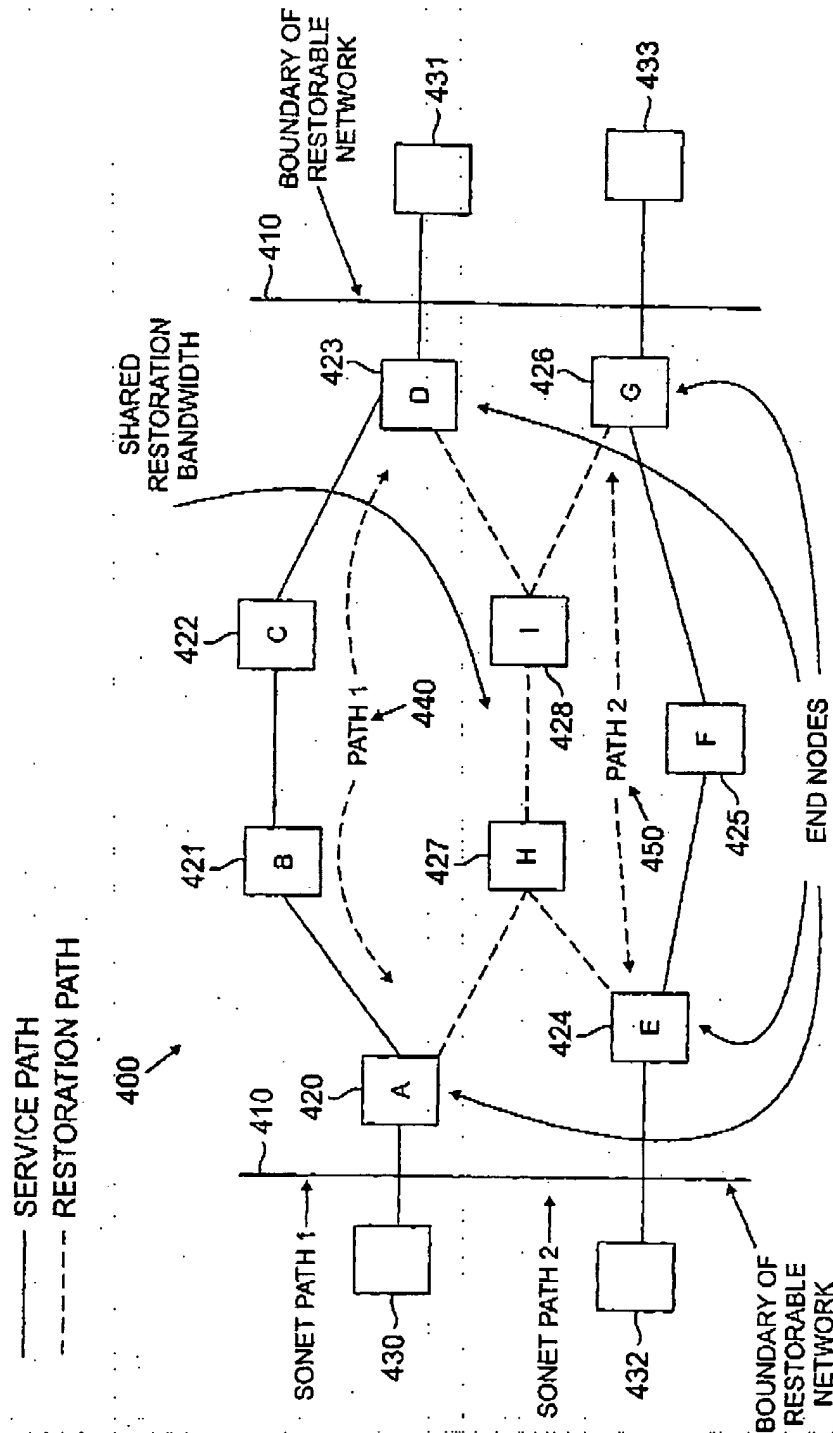 SERVICE PATH
RESTORATION PATH
400
SHARED
RESTORATION
BANDWIDTH
410
410
BOUNDARY OF
RESTORABLE
NETWORK
SONET PATH 1
430
420
A
421
B
422
C
423
D
431
PATH 1
440
SONET PATH 2
432
424
E
427
H
I
428
PATH 2
450
F
425
426
G
433
END NODES
BOUNDARY OF
RESTORABLE
NETWORK